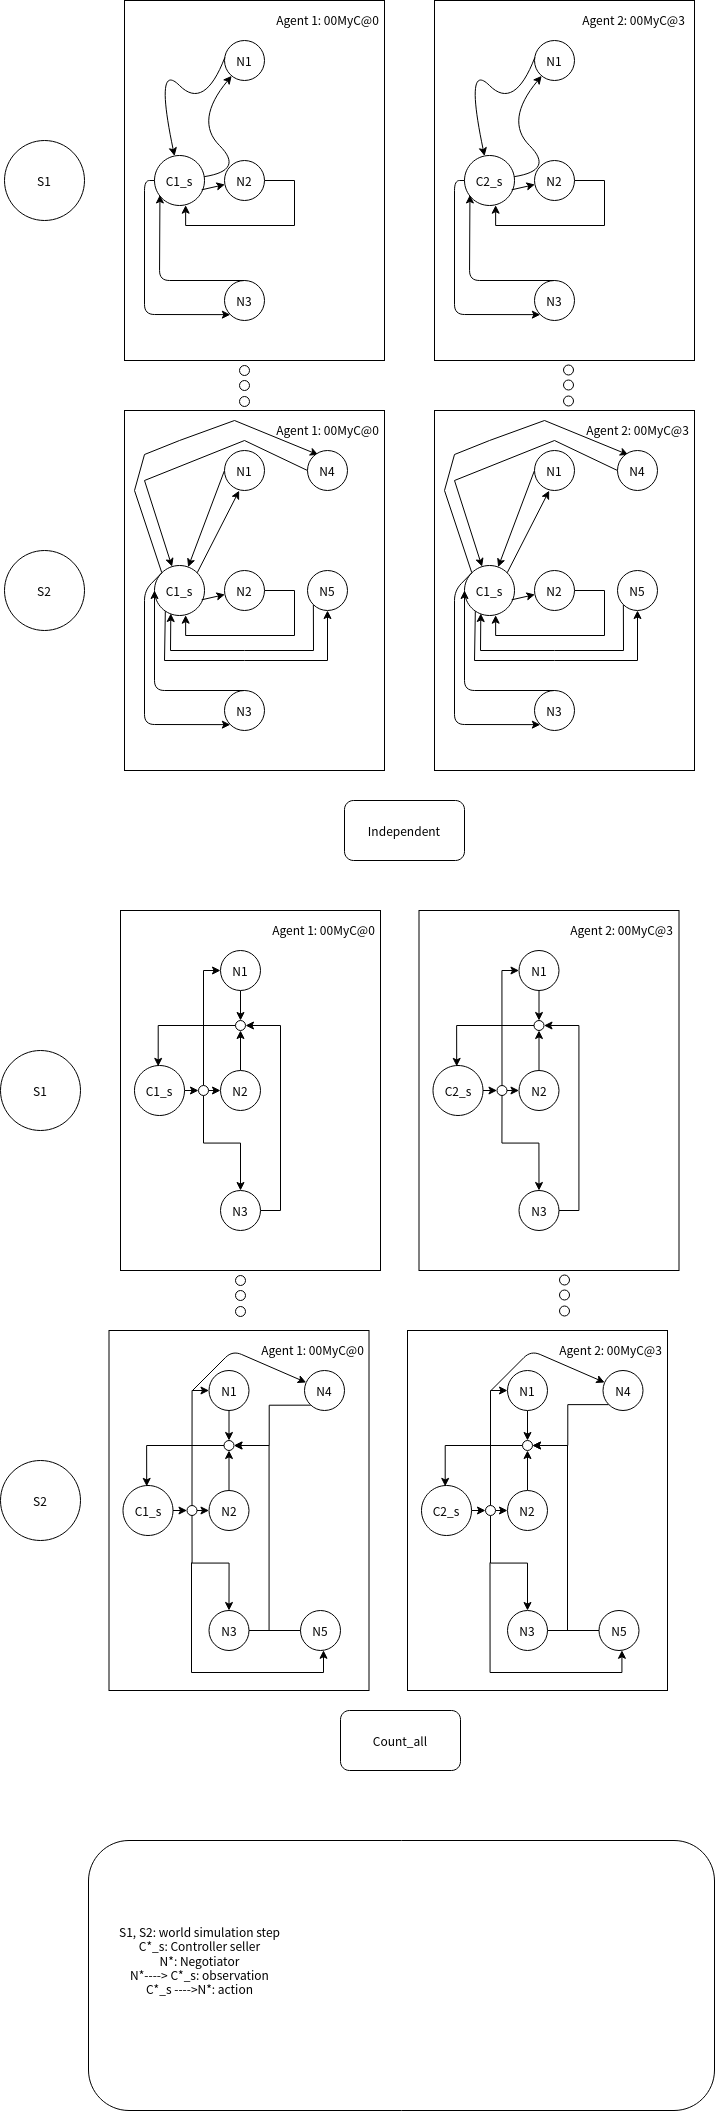 Agent 1: 00MyC@0
Agent 2: 00MyC@3
N1
N1
S1
C1_s
N2
C2_s
N2
N3
N3
Agent 1: 00MyC@0
Agent 2: 00MyC@3
N1
N4
N1
N4
S2
C1_s
N2
N5
C1_s
N2
N5
N3
N3
Independent
Agent 1: 00MyC@0
Agent 2: 00MyC@3
N1
N1
S1
C1_s
N2
C2_s
N2
N3
N3
Agent 1: 00MyC@0
Agent 2: 00MyC@3
N1
N4
N1
N4
S2
C1_s
N2
C2_s
N2
N3
N5
N3
N5
Count_all
S1, S2: world simulation step
C*_s: Controller seller
N*: Negotiator
N*----> C*_s: observation
C*_s ---->N*: action